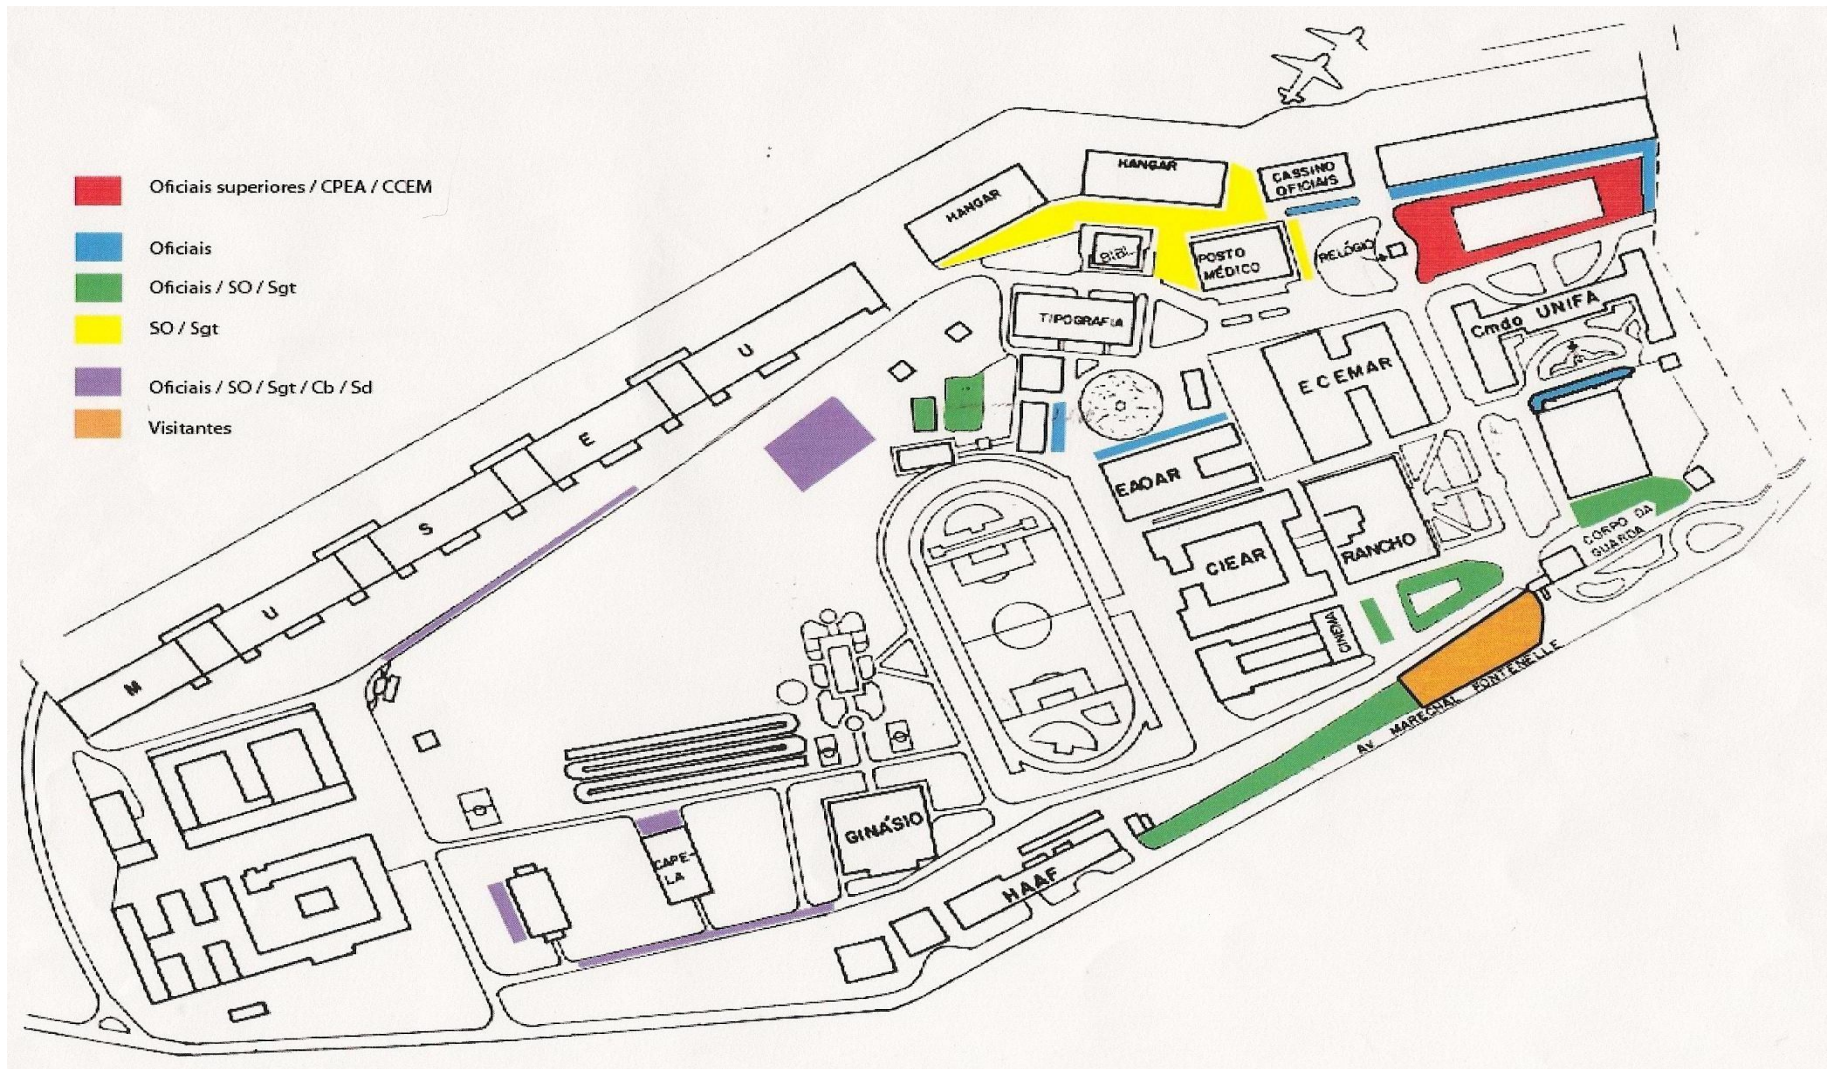 Oficiais superiores / CPEA / CCEM
Oficiais
Oficiais / SO / Sgt
SO / Sgt
Oficiais / SO / Sgt / Cb / Sd
Visitantes
HANGAR
HANGAR
CASSINO
OFICIAIS
BIBL.
POSTO
MÉDICO
RELÓGIO
TIPOGRAFIA
Cmdo UNIFA
ECEMAR
EAOAR
CIEAR
RANCHO
CORPO DA
GUARDA
CINEMA
AV MARECHAL FONTENELLE
MUSEU
GINÁSIO
CAPE-
LA
HAAF